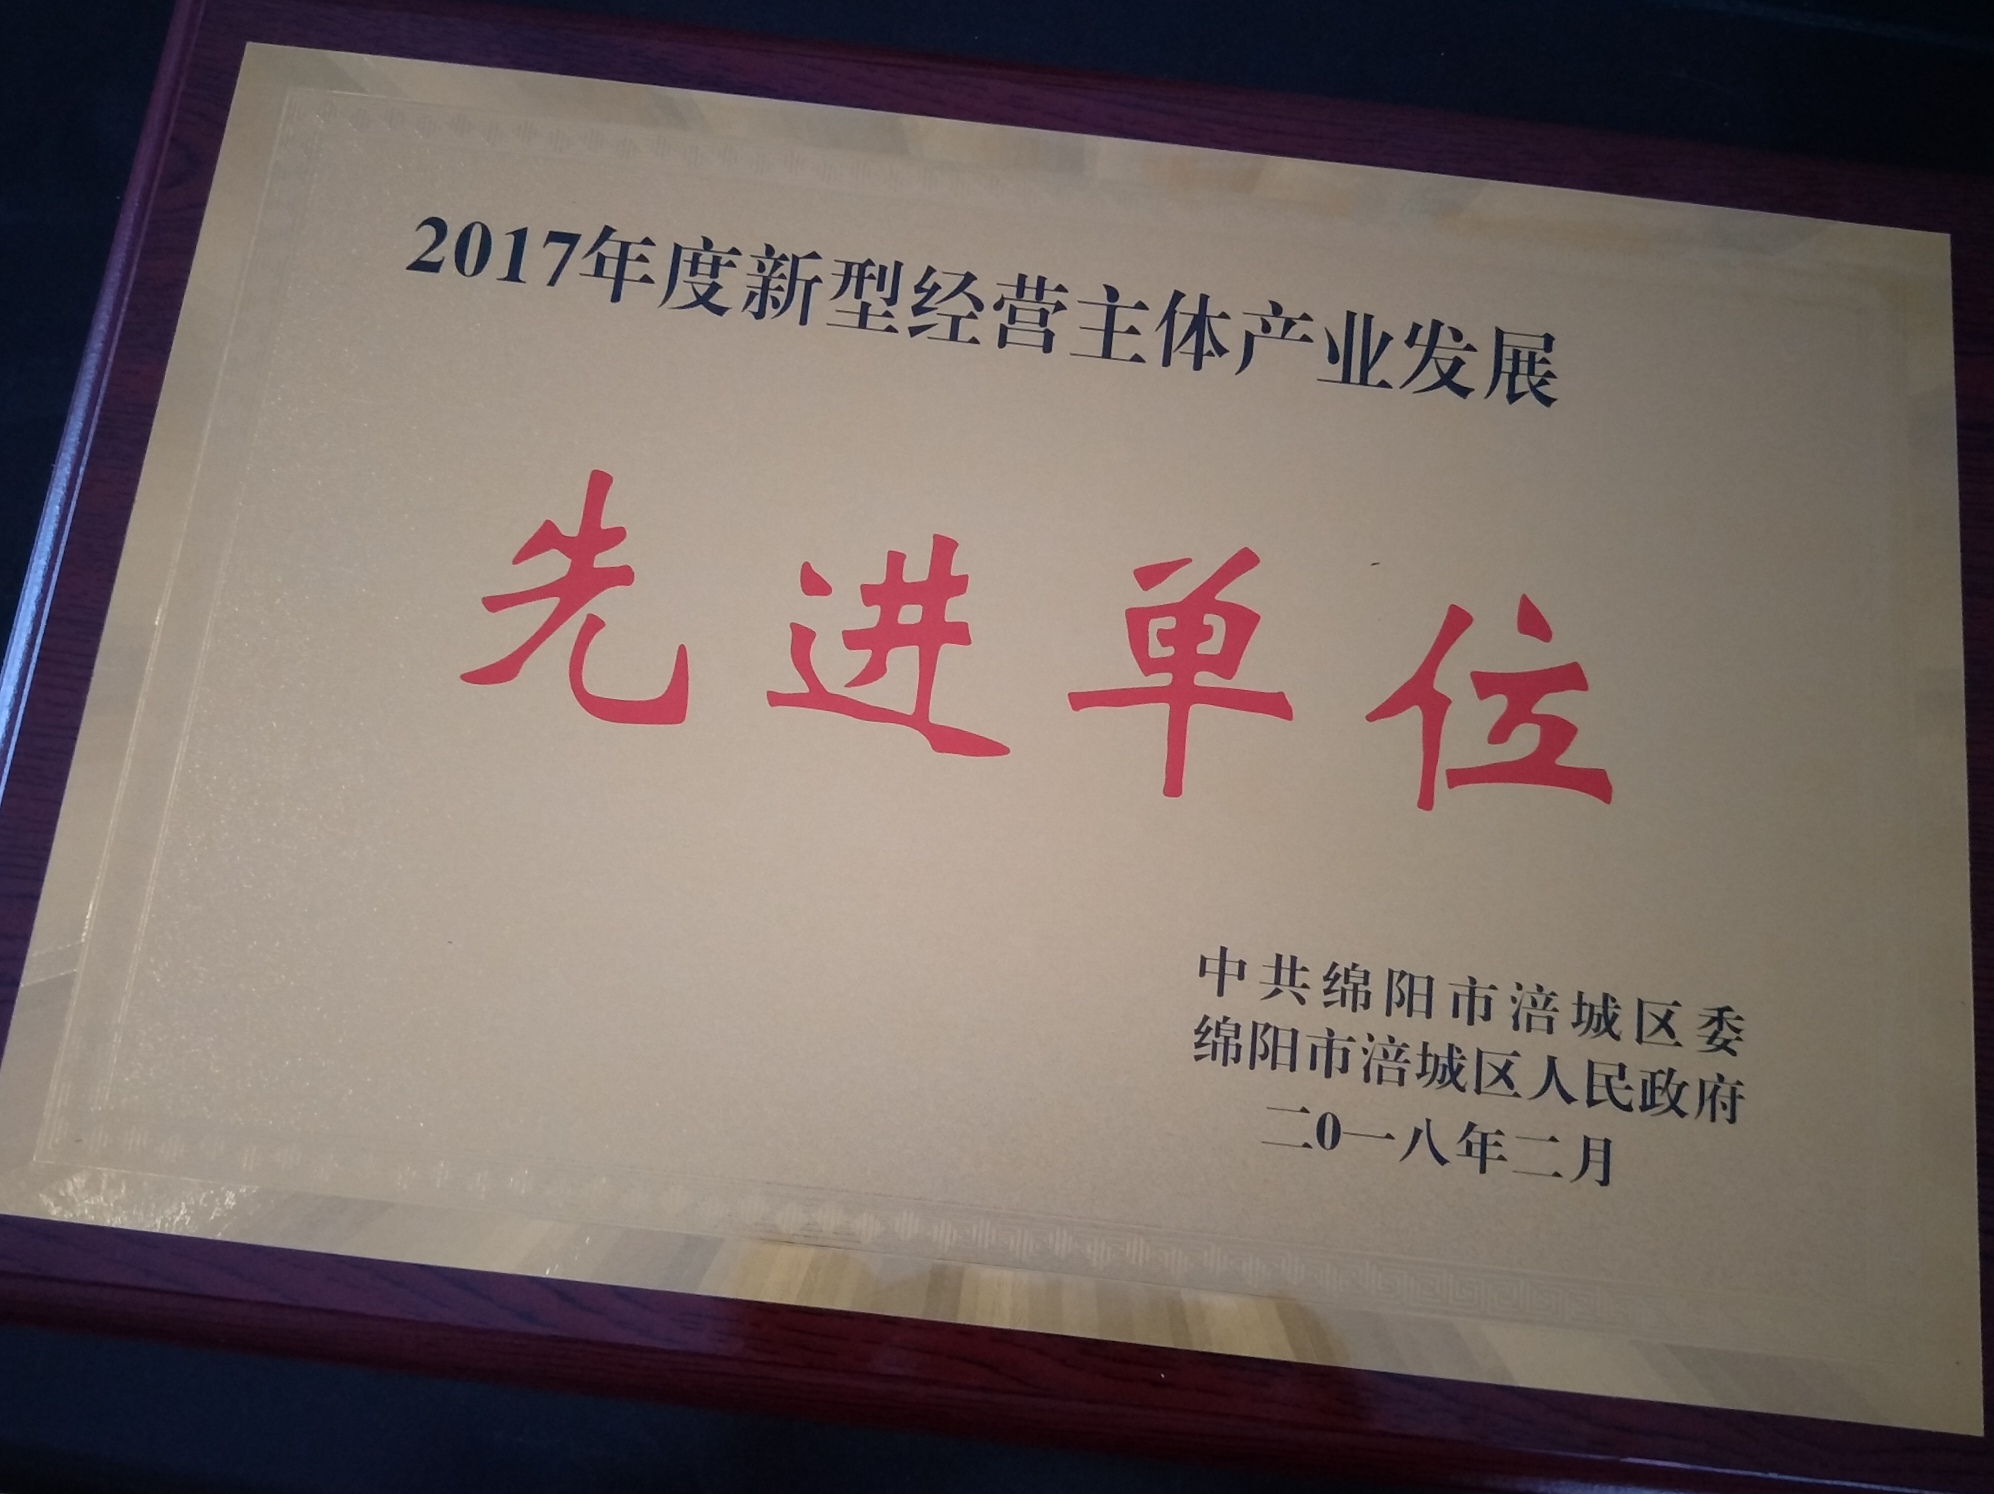 2017年度新型经营主体产业发展
先进单位
中共绵阳市涪城区委
绵阳市涪城区人民政府
二0一八年二月